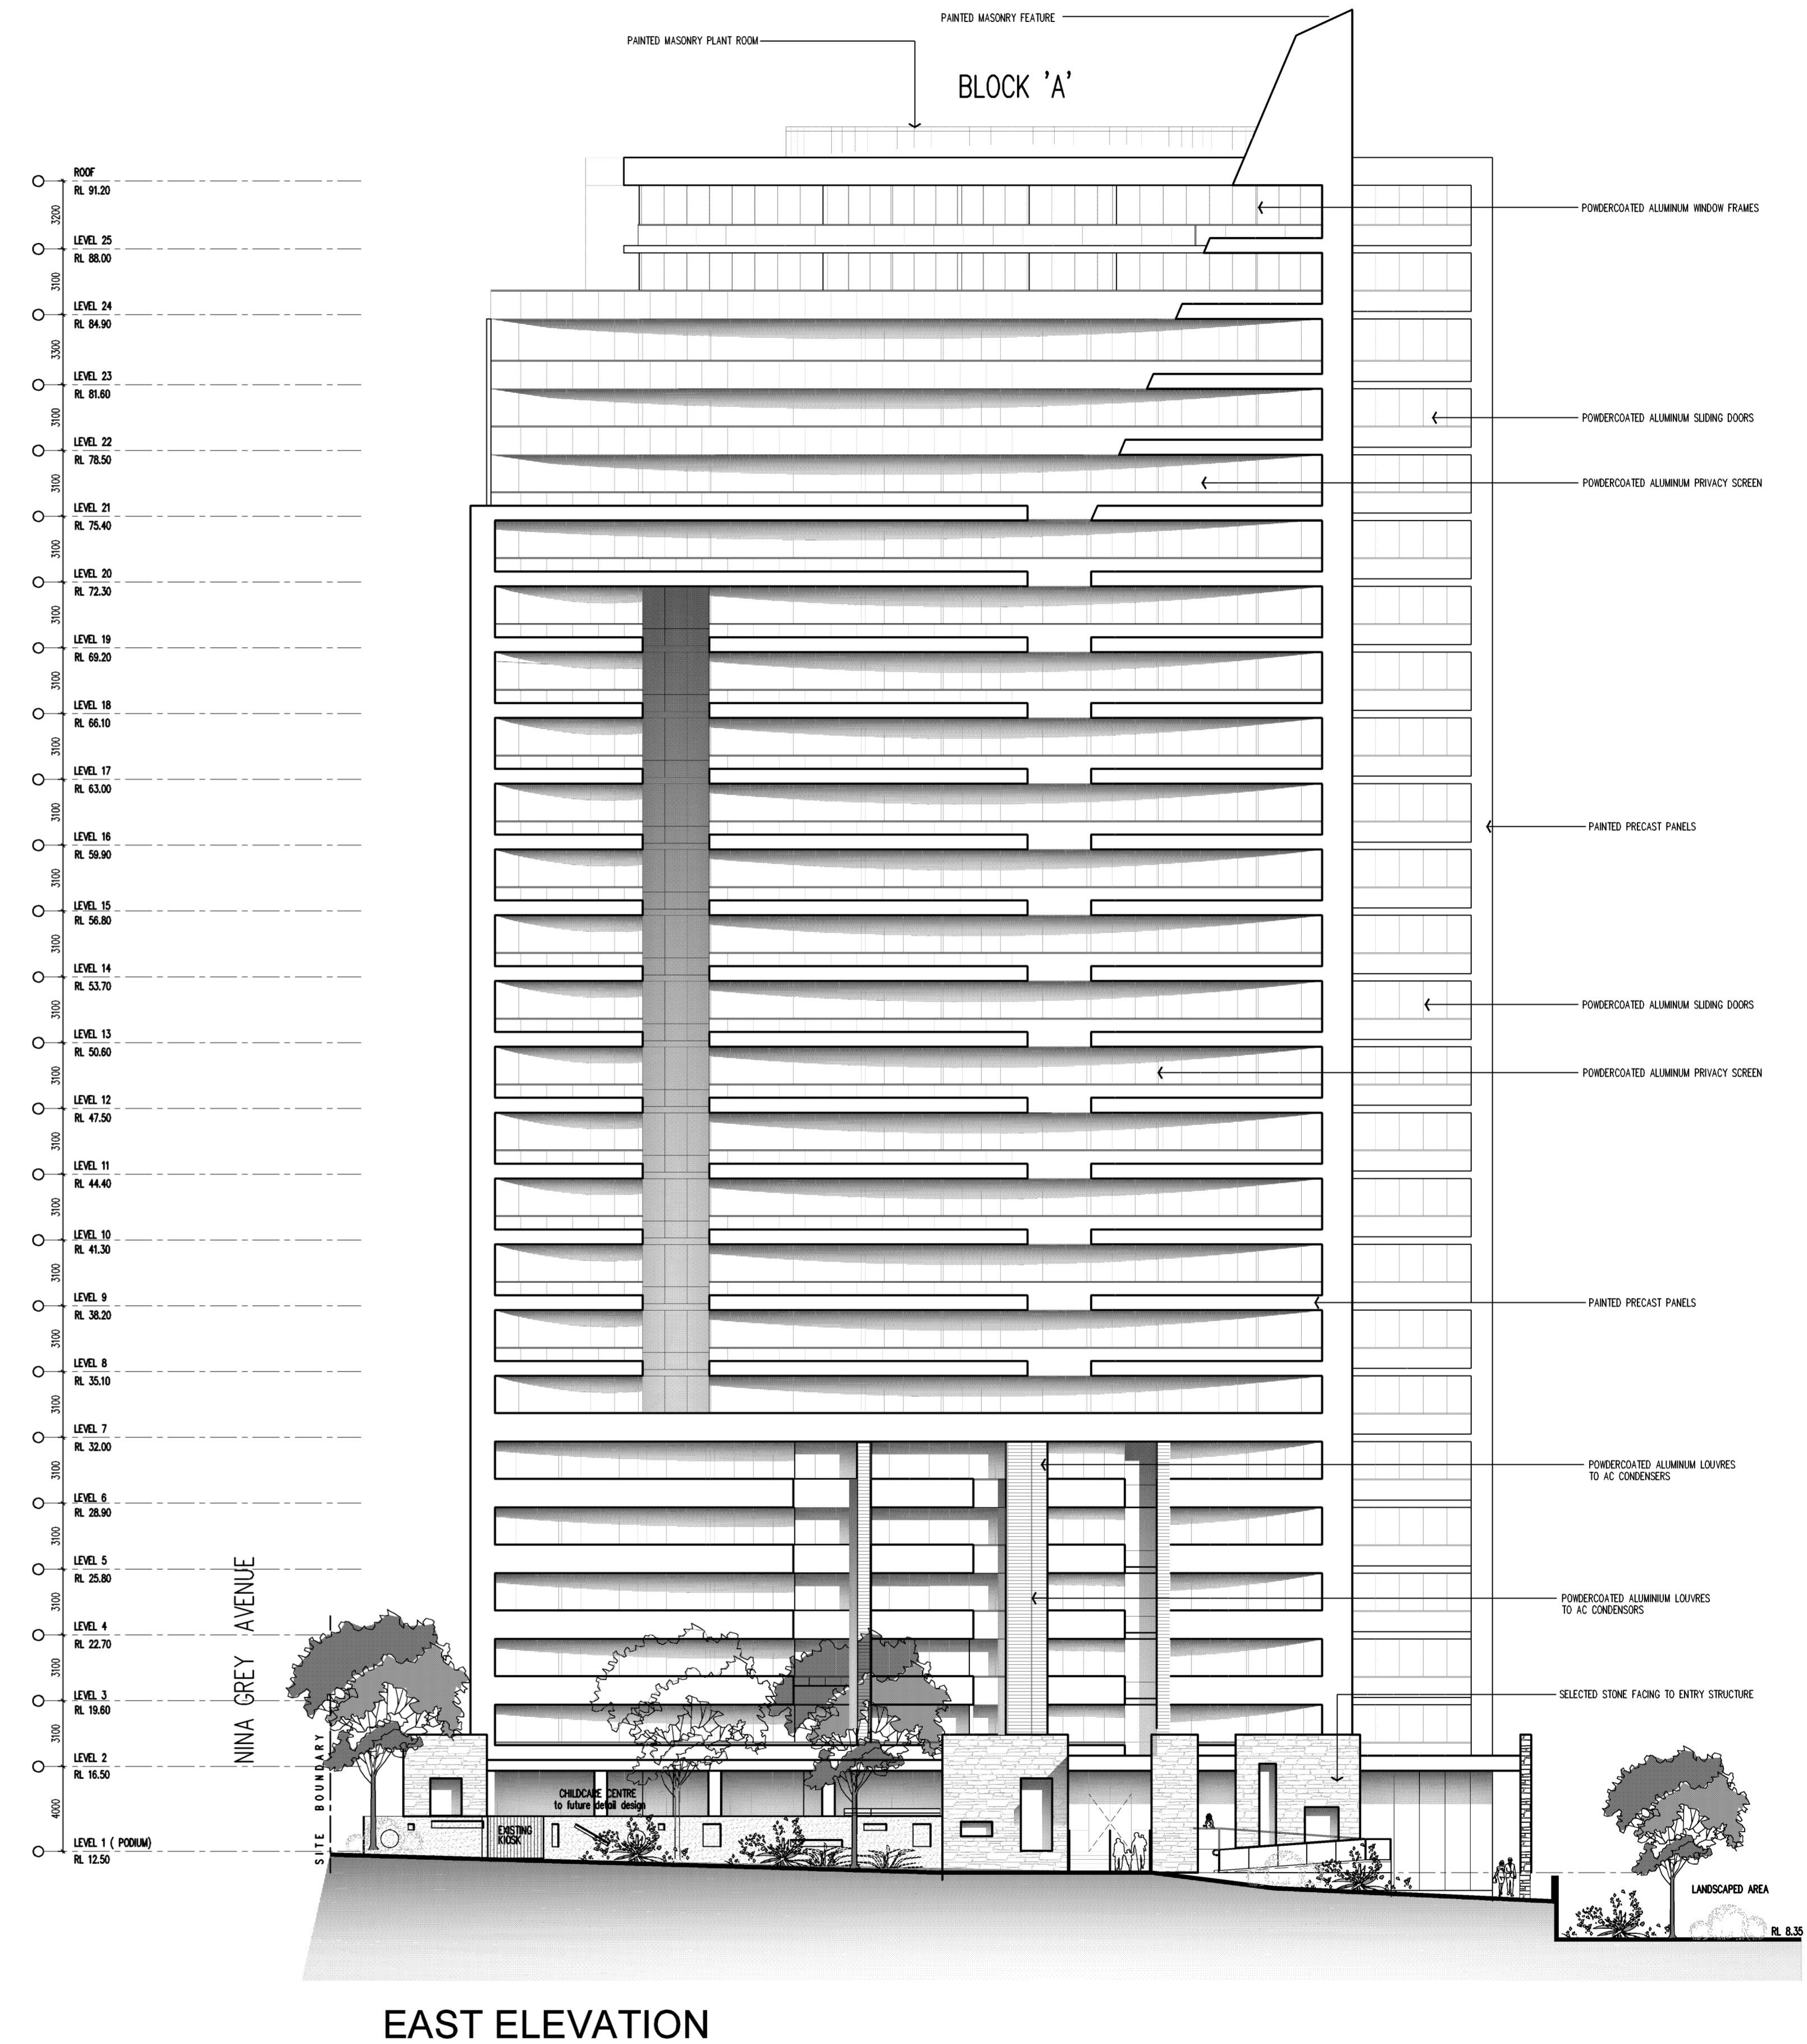 PAINTED MASONRY FEATURE
PAINTED MASONRY PLANT ROOM
BLOCK 'A'
ROOF
RL 91.20
3200
LEVEL 25
RL 88.00
3100
LEVEL 24
RL 84.90
3300
LEVEL 23
RL 81.60
3100
LEVEL 22
RL 78.50
3100
LEVEL 21
RL 75.40
3100
LEVEL 20
RL 72.30
3100
LEVEL 19
RL 69.20
3100
LEVEL 18
RL 66.10
3100
LEVEL 17
RL 63.00
3100
LEVEL 16
RL 59.90
3100
LEVEL 15
RL 56.80
3100
LEVEL 14
RL 53.70
3100
LEVEL 13
RL 50.60
3100
LEVEL 12
RL 47.50
3100
LEVEL 11
RL 44.40
3100
LEVEL 10
RL 41.30
3100
LEVEL 9
RL 38.20
3100
LEVEL 8
RL 35.10
3100
LEVEL 7
RL 32.00
3100
LEVEL 6
RL 28.90
3100
LEVEL 5
RL 25.80
3100
LEVEL 4
RL 22.70
3100
LEVEL 3
RL 19.60
3100
LEVEL 2
RL 16.50
4000
LEVEL 1 ( PODIUM)
RL 12.50
NINA GREY AVENUE
SITE BOUNDARY
POWDERCOATED ALUMINUM WINDOW FRAMES
POWDERCOATED ALUMINUM SLIDING DOORS
POWDERCOATED ALUMINUM PRIVACY SCREEN
PAINTED PRECAST PANELS
POWDERCOATED ALUMINUM SLIDING DOORS
POWDERCOATED ALUMINUM PRIVACY SCREEN
PAINTED PRECAST PANELS
POWDERCOATED ALUMINUM LOUVRES
TO AC CONDENSERS
POWDERCOATED ALUMINIUM LOUVRES
TO AC CONDENSORS
SELECTED STONE FACING TO ENTRY STRUCTURE
CHILDCARE CENTRE
to future detail design
EXISTING
KIOSK
LANDSCAPED AREA
RL 8.35
EAST ELEVATION